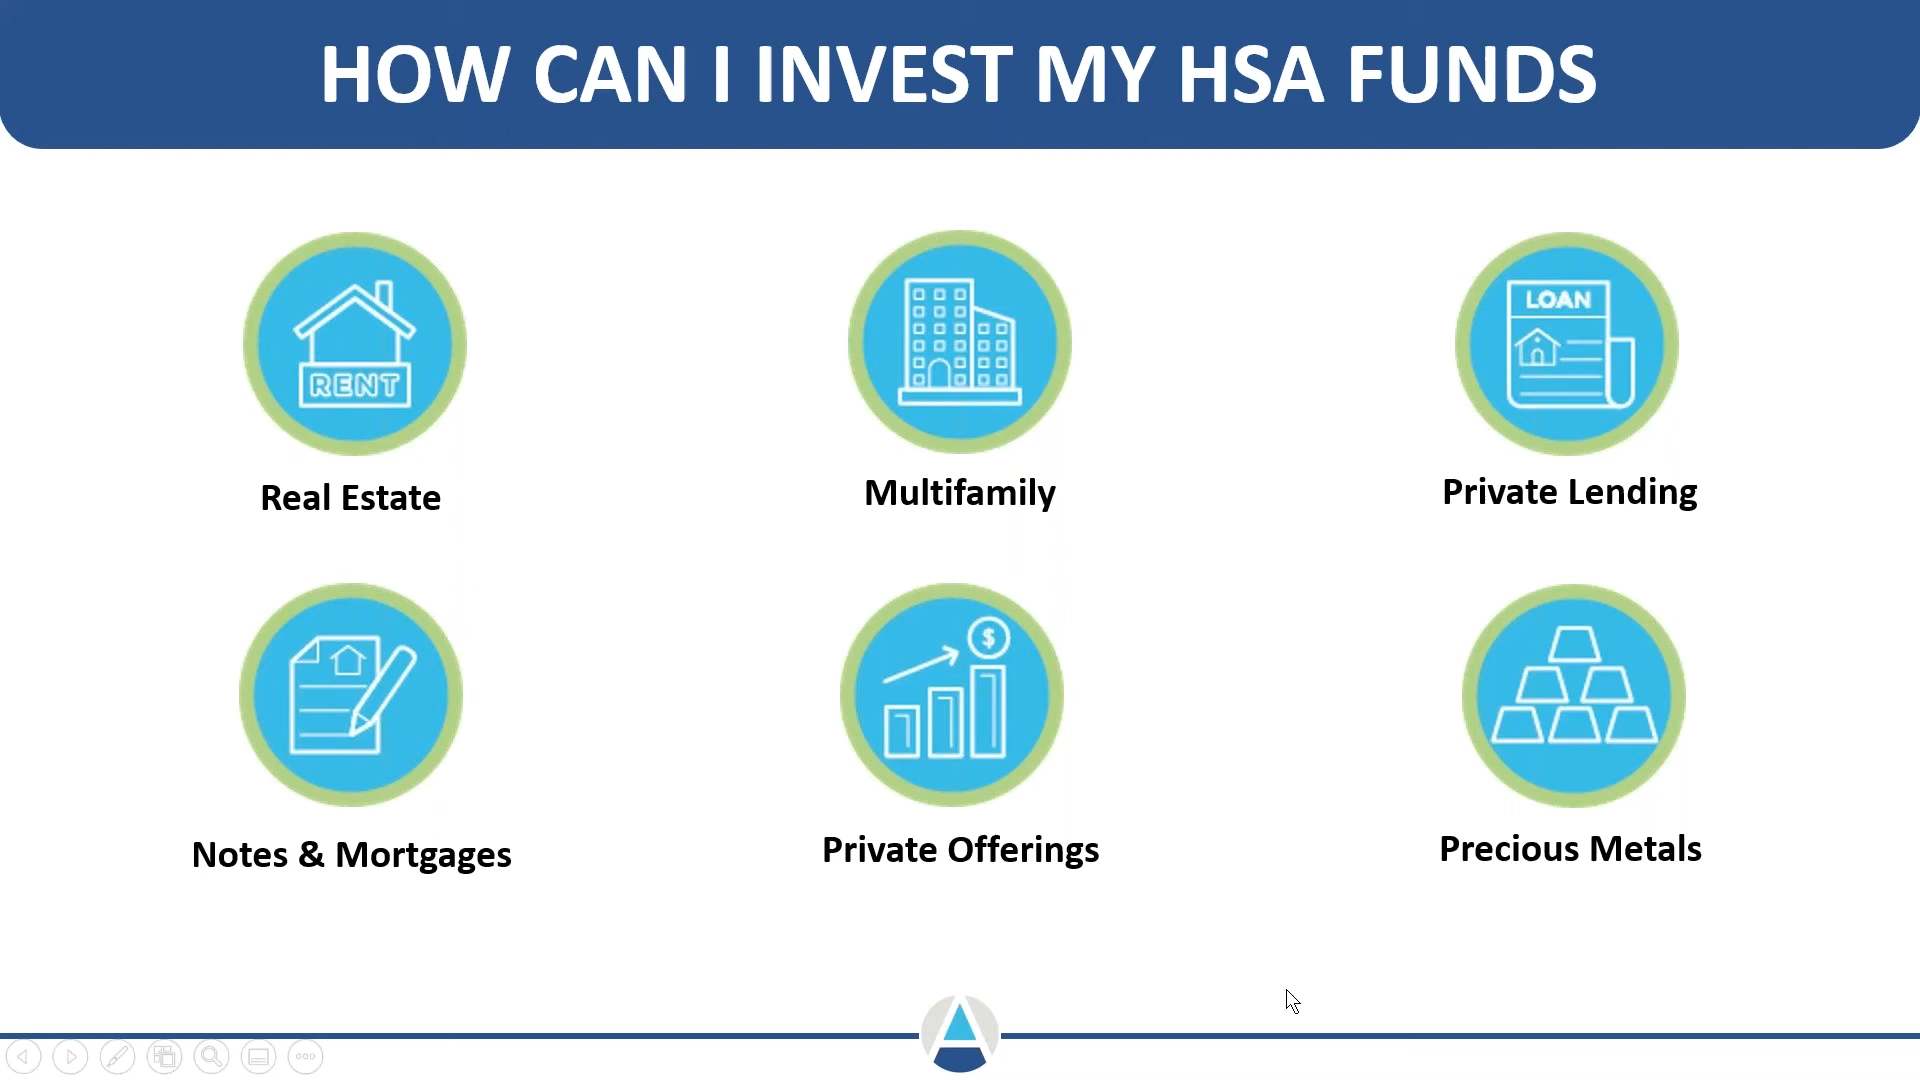 HOW CAN I INVEST MY HSA FUNDS
RENT
LOAN
Real Estate
Multifamily
Private Lending
$
Notes & Mortgages
Private Offerings
Precious Metals
A